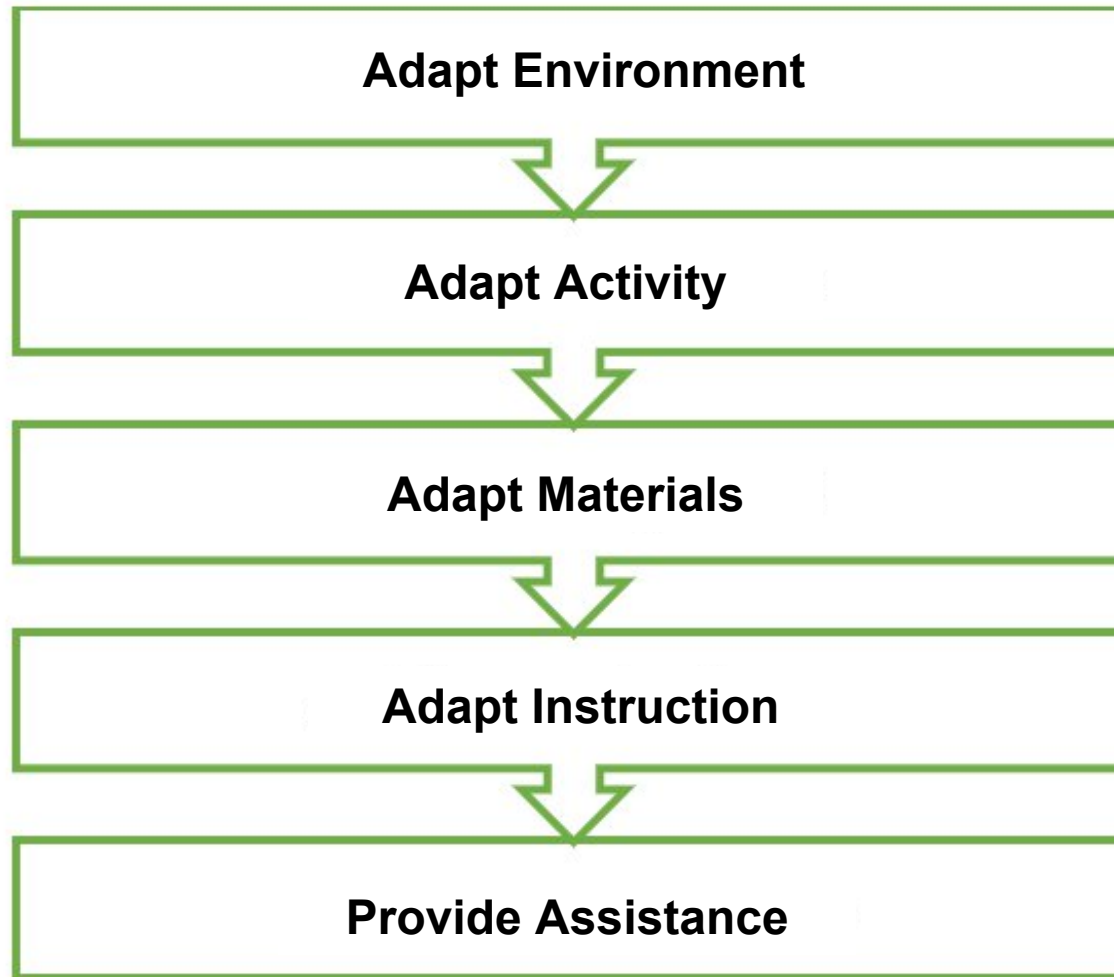 Adapt Environment
Adapt Activity
Adapt Materials
Adapt Instruction
Provide Assistance